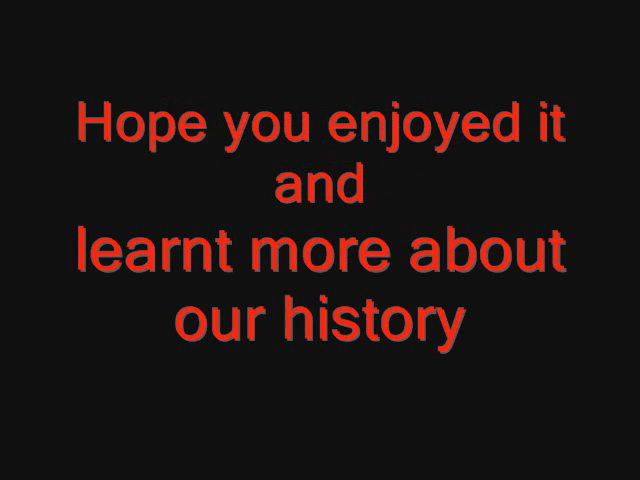 Hope you enjoyed it
and
learnt more about
our history